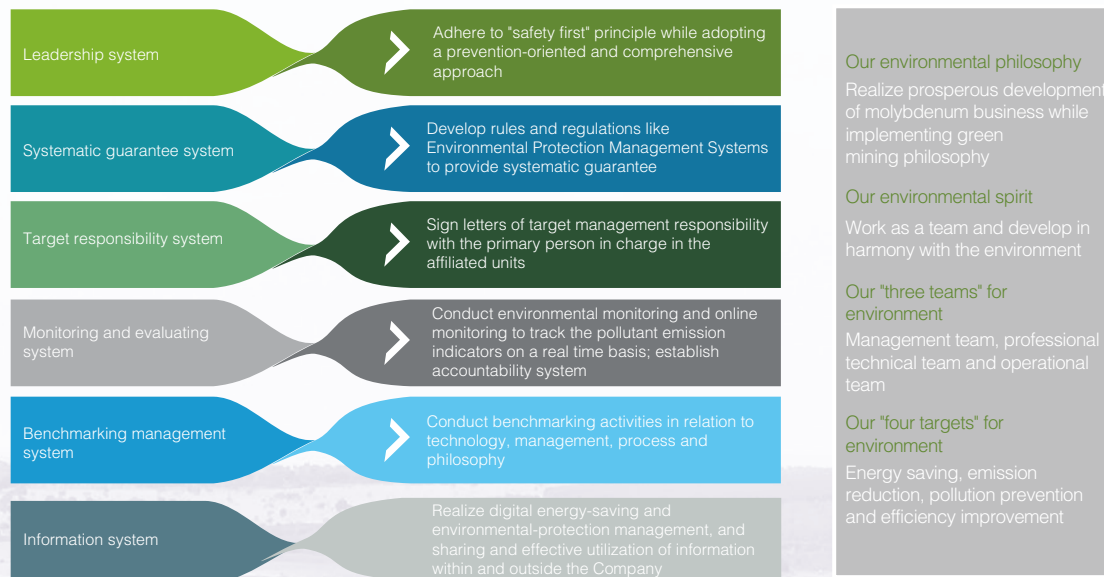 Leadership system
Adhere to "safety first" principle while adopting
a prevention-oriented and comprehensive
approach
Systematic guarantee system
Develop rules and regulations like
Environmental Protection Management Systems
to provide systematic guarantee
Target responsibility system
Sign letters of target management responsibility
with the primary person in charge in the
affiliated units
Monitoring and evaluating
system
Conduct environmental monitoring and online
monitoring to track the pollutant emission
indicators on a real time basis; establish
accountability system
Benchmarking management
system
Conduct benchmarking activities in relation to
technology, management, process and
philosophy
Information system
Realize digital energy-saving and
environmental-protection management, and
sharing and effective utilization of information
within and outside the Company
Our environmental philosophy
Realize prosperous development
of molybdenum business while
implementing green
mining philosophy
Our environmental spirit
Work as a team and develop in
harmony with the environment
Our "three teams" for
environment
Management team, professional
technical team and operational
team
Our "four targets" for
environment
Energy saving, emission
reduction, pollution prevention
and efficiency improvement